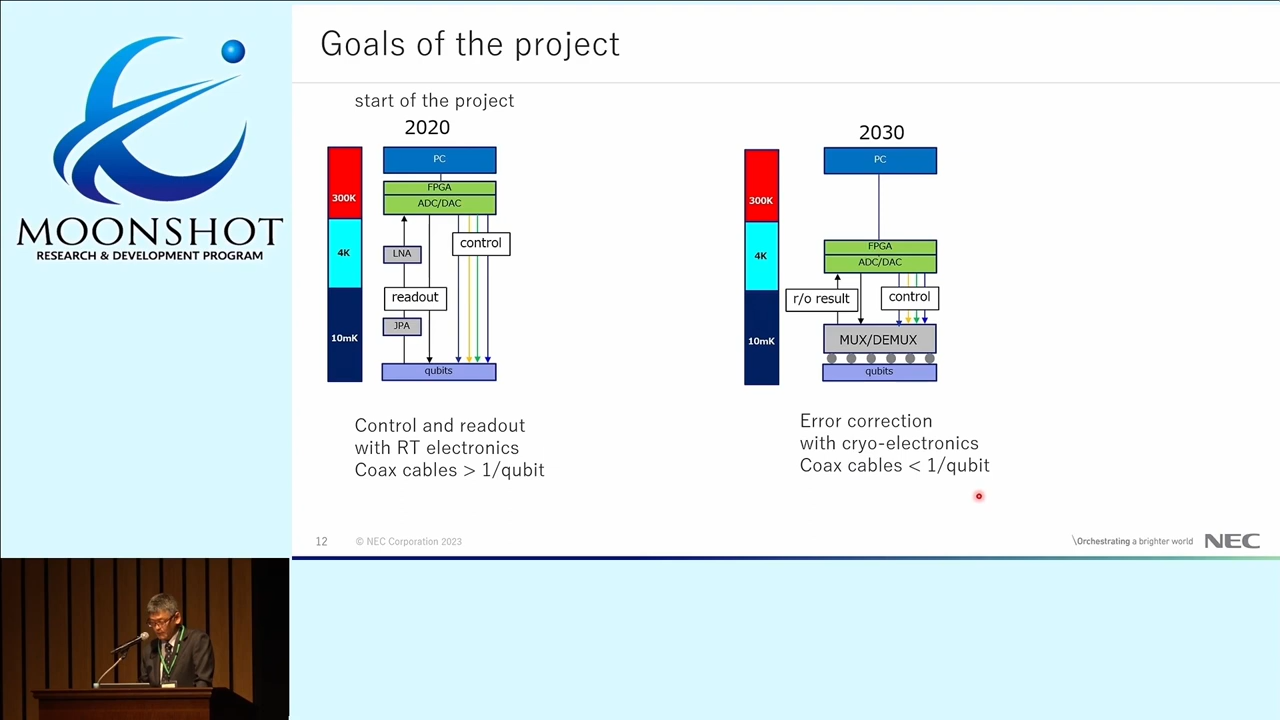 MOONSHOT
RESEARCH & DEVELOPMENT PROGRAM
Goals of the project
start of the project
2020
300K
4K
10mK
PC
FPGA
ADC/DAC
LNA
control
readout
JPA
qubits
Control and readout
with RT electronics
Coax cables > 1/qubit
2030
300K
4K
10mK
PC
FPGA
ADC/DAC
r/o result
control
MUX/DEMUX
qubits
Error correction
with cryo-electronics
Coax cables < 1/qubit
12
© NEC Corporation 2023
\Orchestrating a brighter world
NEC